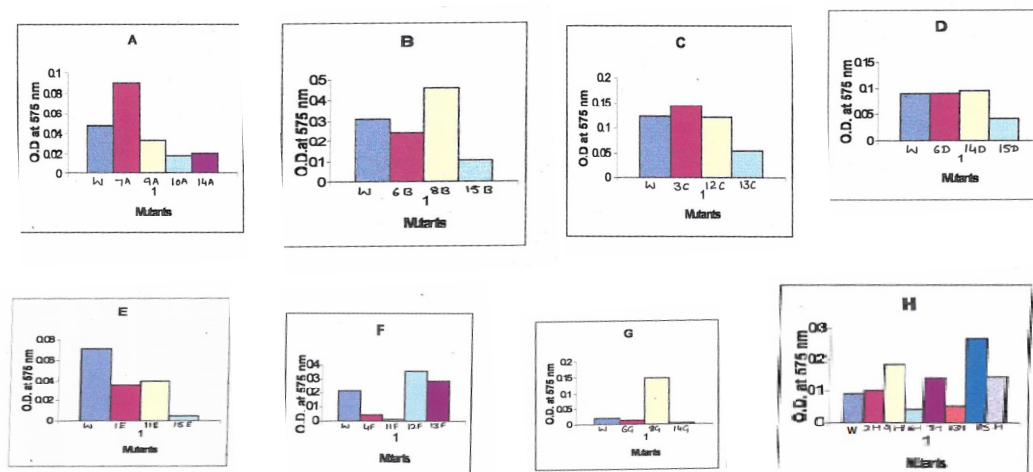 A
O.D. at 575 nm
0.1
0.08
0.06
0.04
0.02
0
W 7A 9A 10A 14A
1
Mutants
B
O.D. at 575 nm
0.5
0.4
0.3
0.2
0.1
0
W 6B 8B 15B
1
Mutants
C
O.D. at 575 nm
0.2
0.15
0.1
0.05
0
W 3C 12C 13C
1
Mutants
D
O.D. at 575 nm
0.15
0.1
0.05
0
W 6D 14D 15D
1
Mutants
E
O.D. at 575 nm
0.08
0.06
0.04
0.02
0
W 1E 11E 15E
1
Mutants
F
O.D. at 575 nm
0.4
0.3
0.2
0.1
0
W 4F 11F 12F 13F
1
Mutants
G
O.D. at 575 nm
0.2
0.15
0.1
0.05
0
W 6G 8G 14G
1
Mutants
H
O.D. at 575 nm
0.3
0.2
0.1
0
W 9H
1
Mutants